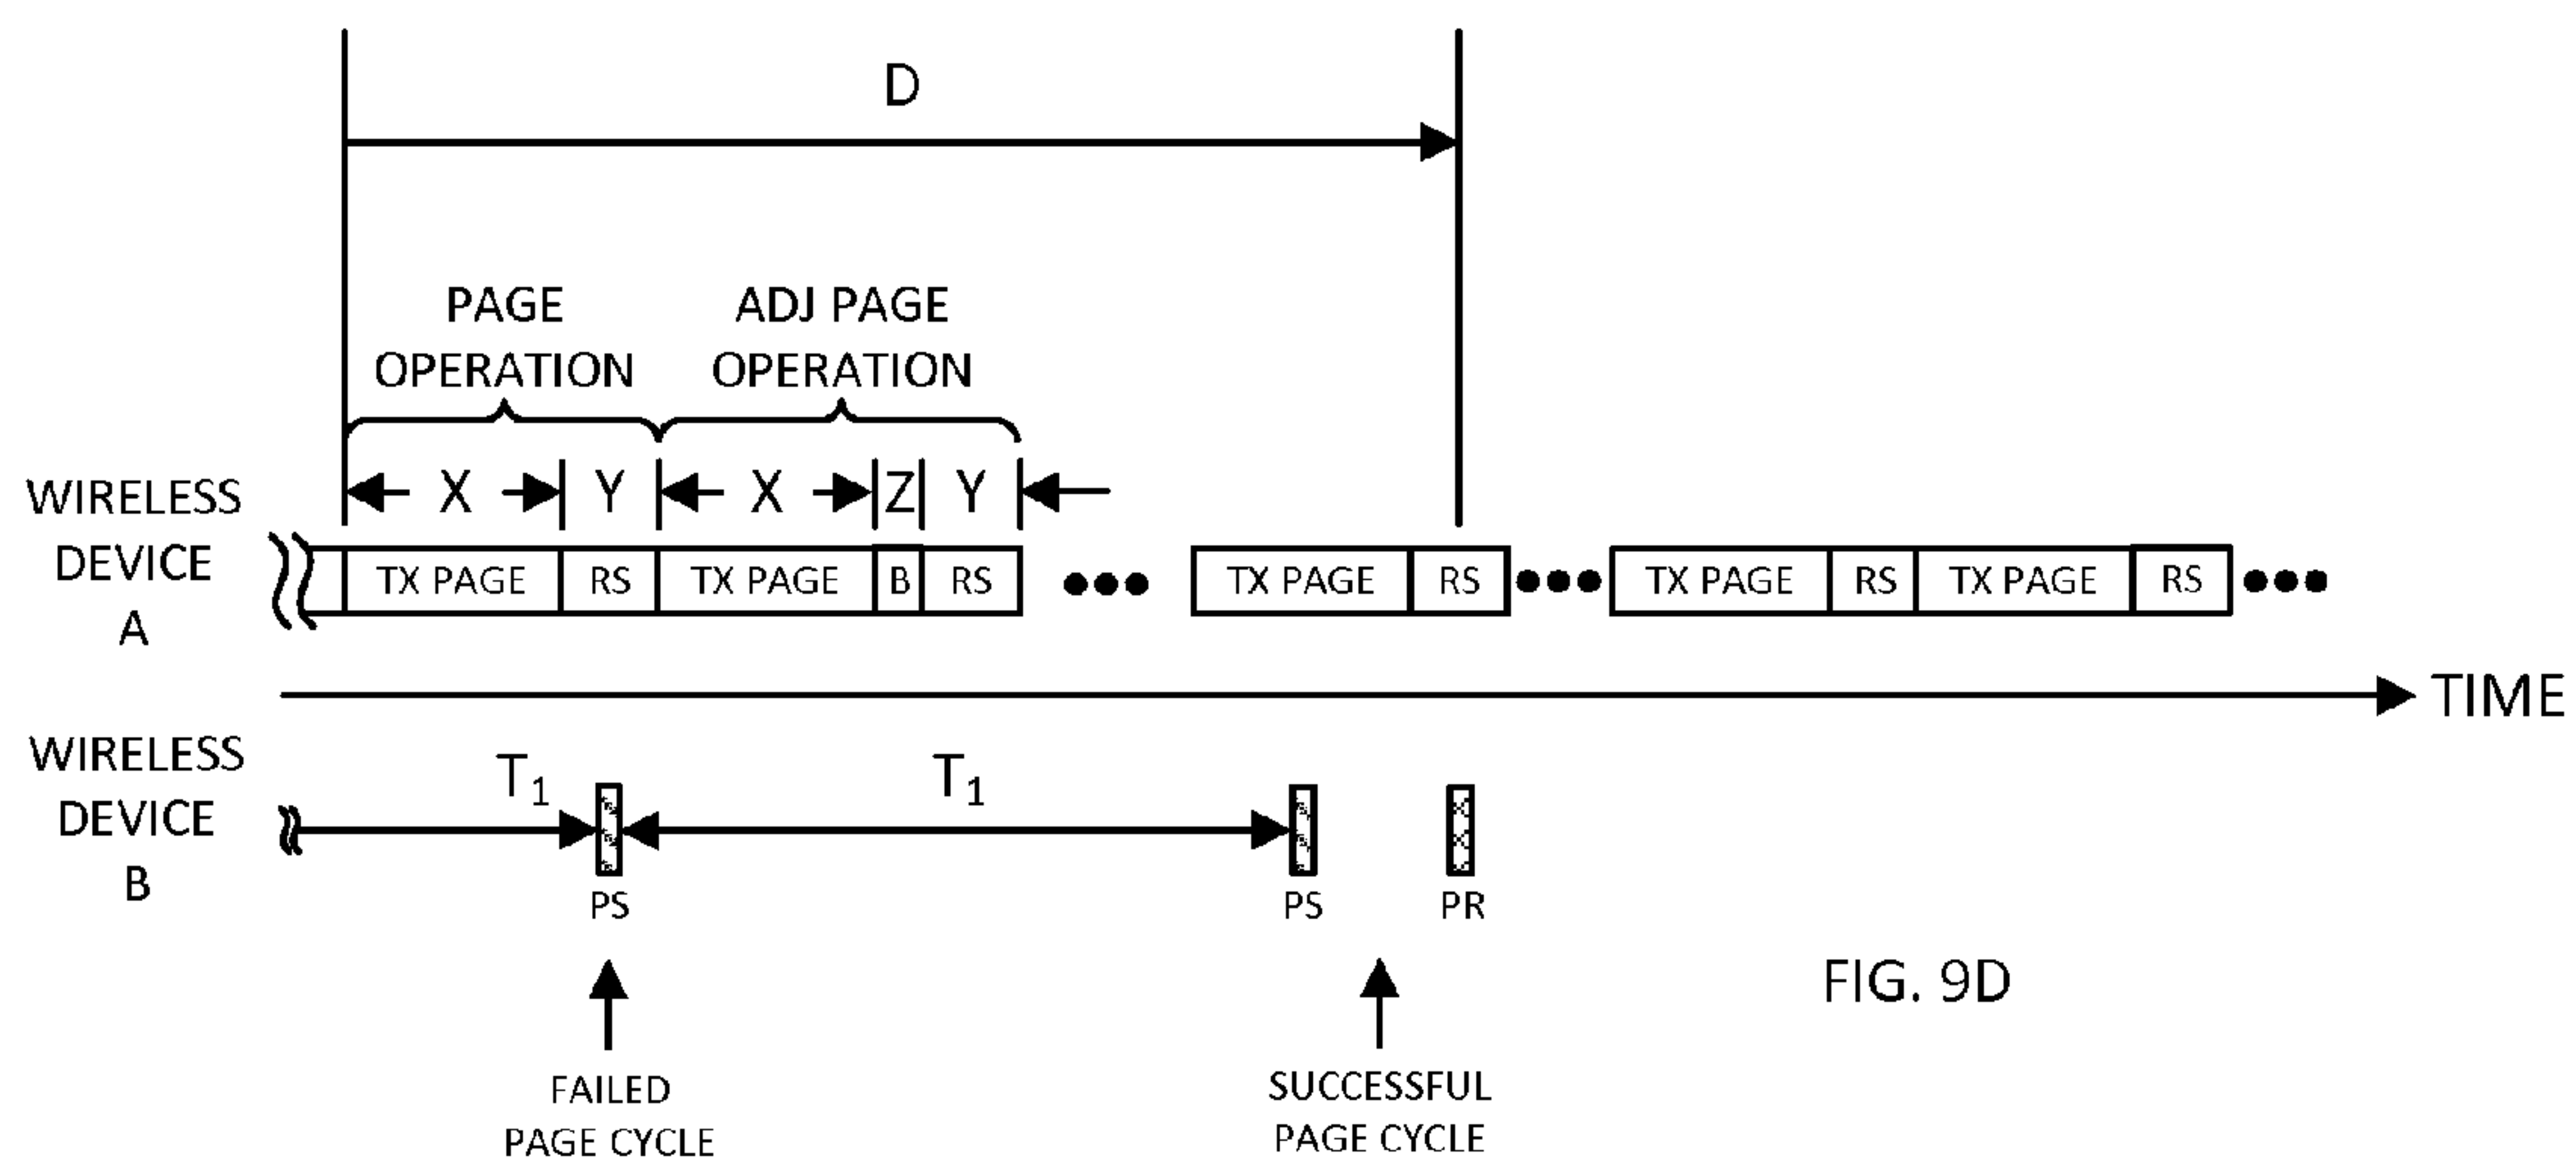 D
PAGE
OPERATION
ADJ PAGE
OPERATION
X Y X Z Y
WIRELESS
DEVICE
A
TX PAGE RS TX PAGE B RS TX PAGE RS TX PAGE RS TX PAGE RS
TIME
WIRELESS
DEVICE
B
T1 T1
PS PS PR
FAILED
PAGE CYCLE
SUCCESSFUL
PAGE CYCLE
FIG. 9D